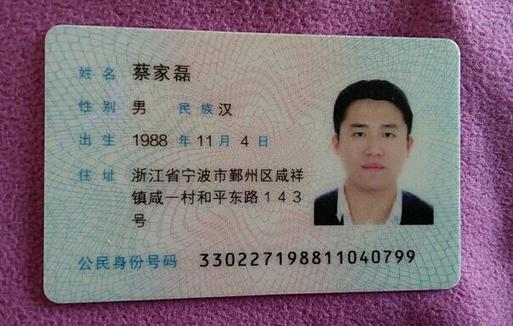 姓名 蔡家磊
性别 男 民族 汉
出生 1988 年 11 月 4 日
住址 浙江省宁波市鄞州区咸祥
镇咸一村和平东路143
号
公民身份号码 330227198811040799